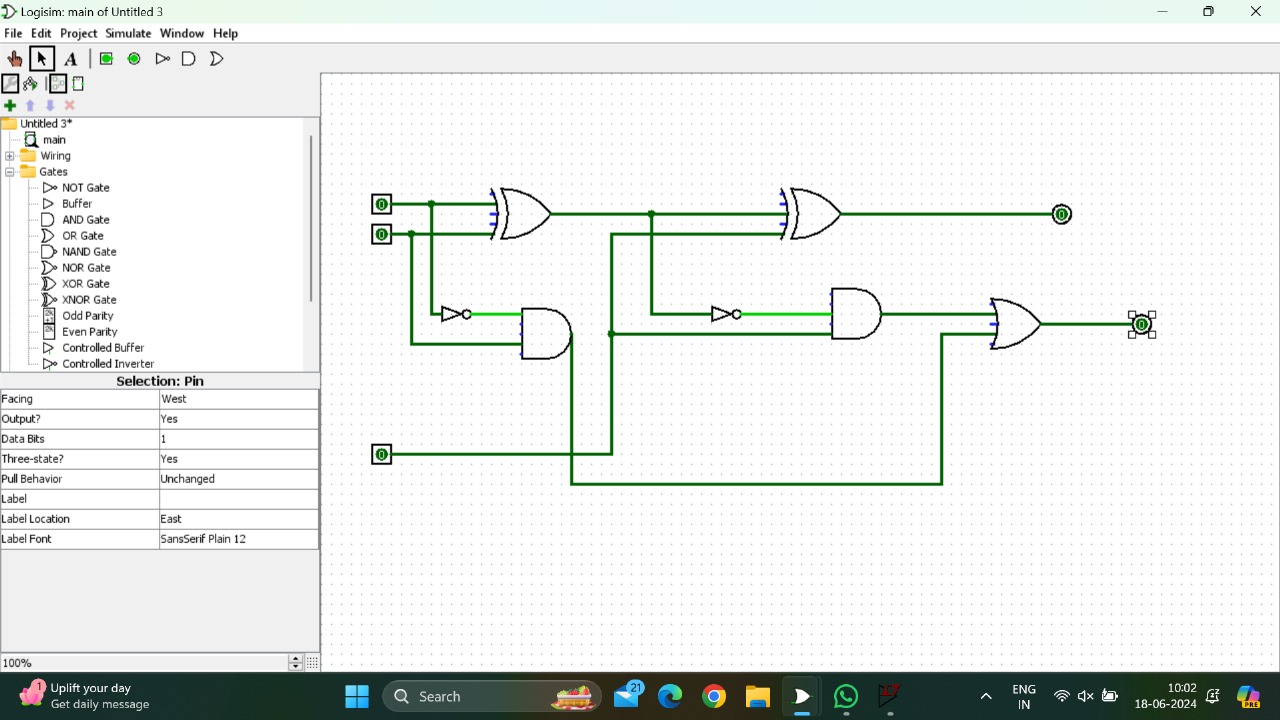 Logisim: main of Untitled 3
File Edit Project Simulate Window Help
A
Untitled 3*
main
Wiring
Gates
NOT Gate
Buffer
AND Gate
OR Gate
NAND Gate
NOR Gate
XOR Gate
XNOR Gate
Odd Parity
Even Parity
Controlled Buffer
Controlled Inverter
Selection: Pin
Facing West
Output? Yes
Data Bits 1
Three-state? Yes
Pull Behavior Unchanged
Label
Label Location East
Label Font SansSerif Plain 12
100%
0
0
0
0
0
Uplift your day
Get daily message
Search
21
ENG
IN
10:02
18-06-2024
PRE